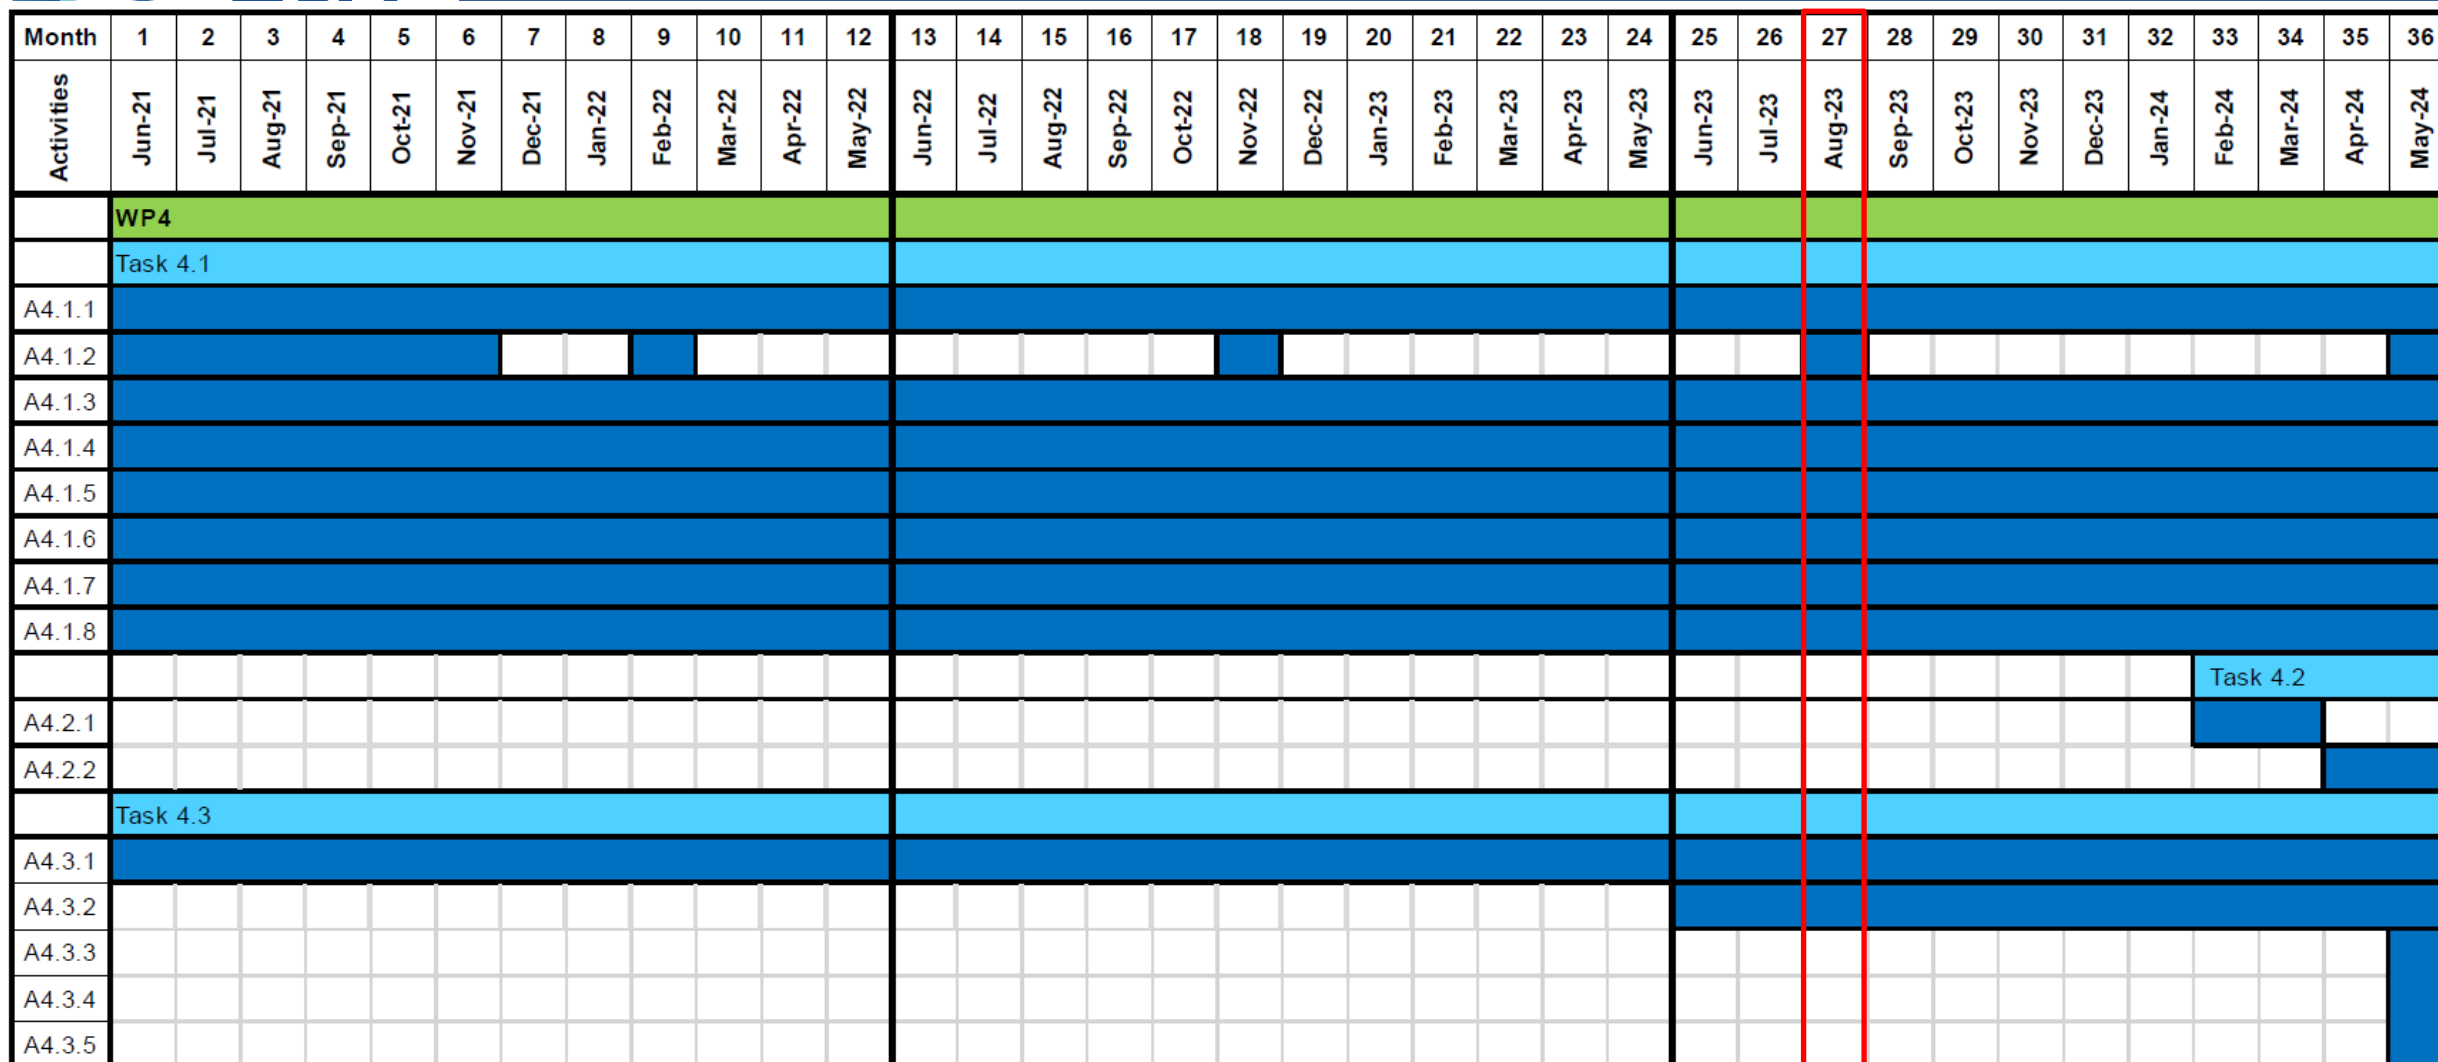 Month 1 2 3 4 5 6 7 8 9 10 11 12 13 14 15 16 17 18 19 20 21 22 23 24 25 26 27 28 29 30 31 32 33 34 35 36
Activities Jun-21 Jul-21 Aug-21 Sep-21 Oct-21 Nov-21 Dec-21 Jan-22 Feb-22 Mar-22 Apr-22 May-22 Jun-22 Jul-22 Aug-22 Sep-22 Oct-22 Nov-22 Dec-22 Jan-23 Feb-23 Mar-23 Apr-23 May-23 Jun-23 Jul-23 Aug-23 Sep-23 Oct-23 Nov-23 Dec-23 Jan-24 Feb-24 Mar-24 Apr-24 May-24
WP4
Task 4.1
A4.1.1
A4.1.2
A4.1.3
A4.1.4
A4.1.5
A4.1.6
A4.1.7
A4.1.8
Task 4.2
A4.2.1
A4.2.2
Task 4.3
A4.3.1
A4.3.2
A4.3.3
A4.3.4
A4.3.5